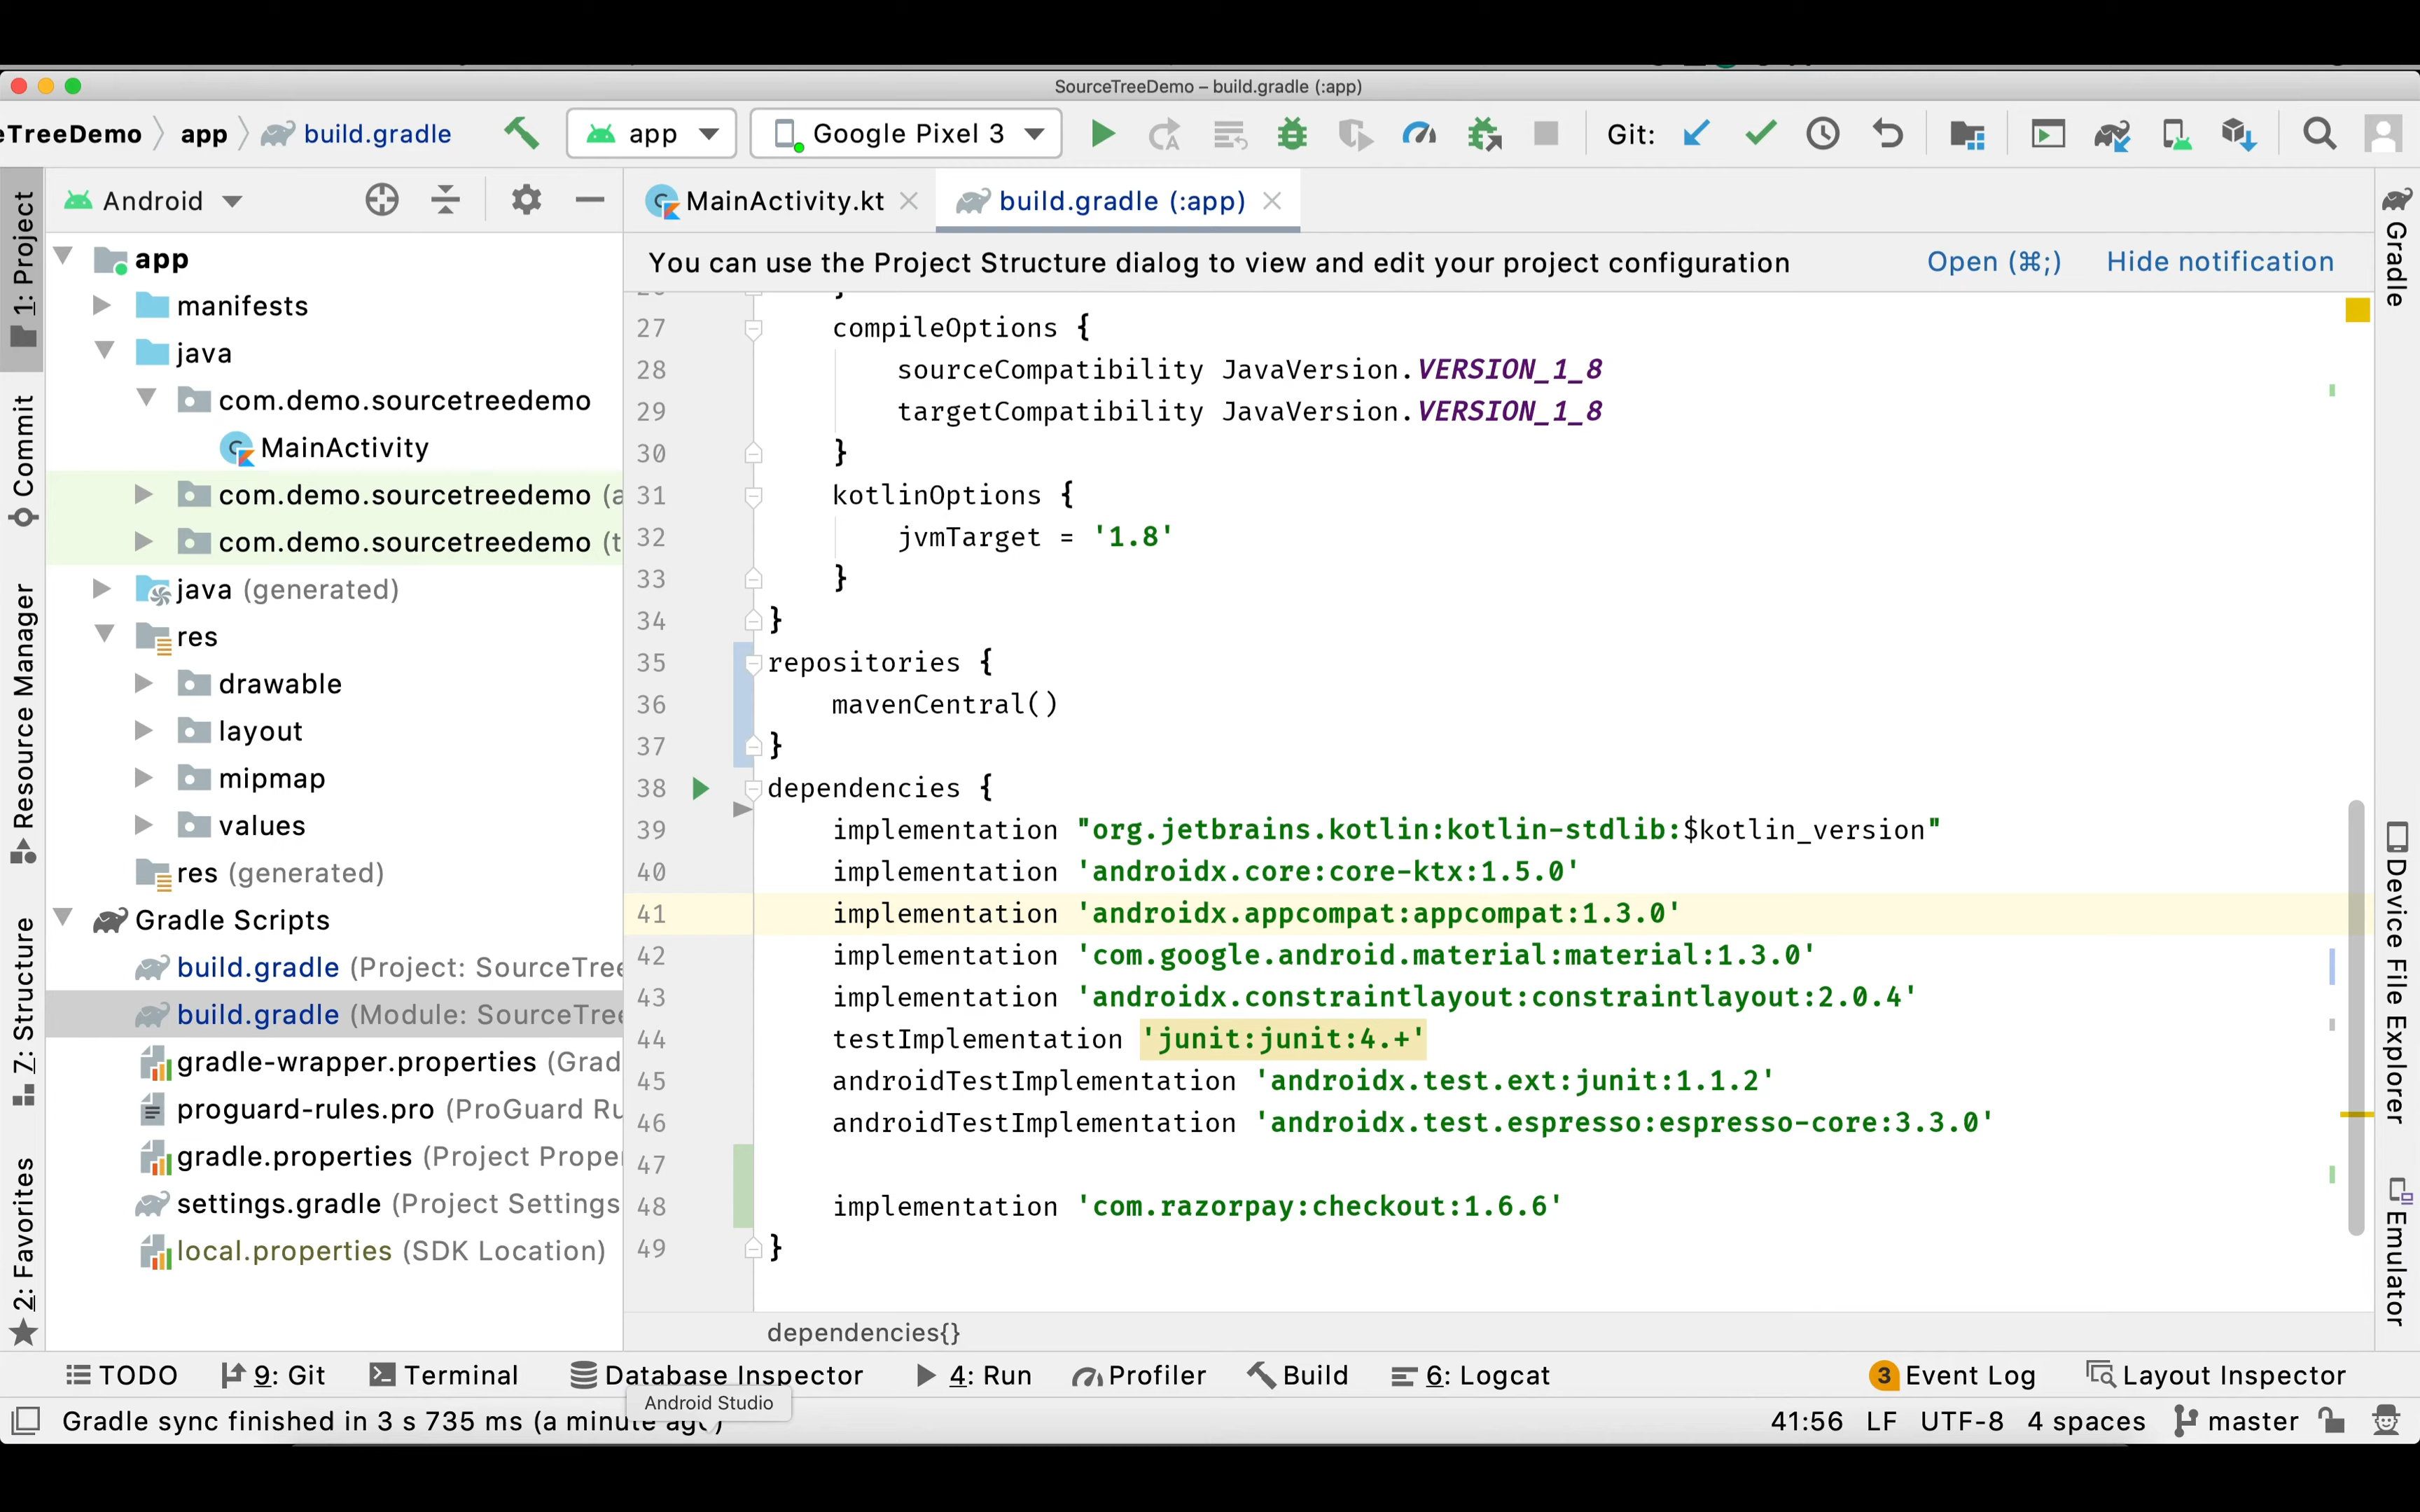 SourceTreeDemo – build.gradle (:app)
eTreeDemo app build.gradle app Google Pixel 3 Git:
1: Project
Commit
Resource Manager
7: Structure
2: Favorites
Android
app
manifests
java
com.demo.sourcetreedemo
MainActivity
com.demo.sourcetreedemo (a
com.demo.sourcetreedemo (t
java (generated)
res
drawable
layout
mipmap
values
res (generated)
Gradle Scripts
build.gradle (Project: SourceTree
build.gradle (Module: SourceTree
gradle-wrapper.properties (Grad
proguard-rules.pro (ProGuard Ru
gradle.properties (Project Proper
settings.gradle (Project Settings
local.properties (SDK Location)
MainActivity.kt build.gradle (:app)
You can use the Project Structure dialog to view and edit your project configuration Open (⌘;) Hide notification
27 compileOptions {
28 sourceCompatibility JavaVersion.VERSION_1_8
29 targetCompatibility JavaVersion.VERSION_1_8
30 }
31 kotlinOptions {
32 jvmTarget = '1.8'
33 }
34 }
35 repositories {
36 mavenCentral()
37 }
38 dependencies {
39 implementation "org.jetbrains.kotlin:kotlin-stdlib:$kotlin_version"
40 implementation 'androidx.core:core-ktx:1.5.0'
41 implementation 'androidx.appcompat:appcompat:1.3.0'
42 implementation 'com.google.android.material:material:1.3.0'
43 implementation 'androidx.constraintlayout:constraintlayout:2.0.4'
44 testImplementation 'junit:junit:4.+'
45 androidTestImplementation 'androidx.test.ext:junit:1.1.2'
46 androidTestImplementation 'androidx.test.espresso:espresso-core:3.3.0'
47
48 implementation 'com.razorpay:checkout:1.6.6'
49 }
dependencies{}
Gradle
Device File Explorer
Emulator
TODO 9: Git Terminal Database Inspector 4: Run Profiler Build 6: Logcat 3 Event Log Layout Inspector
Android Studio
Gradle sync finished in 3 s 735 ms (a minute ago) 41:56 LF UTF-8 4 spaces master